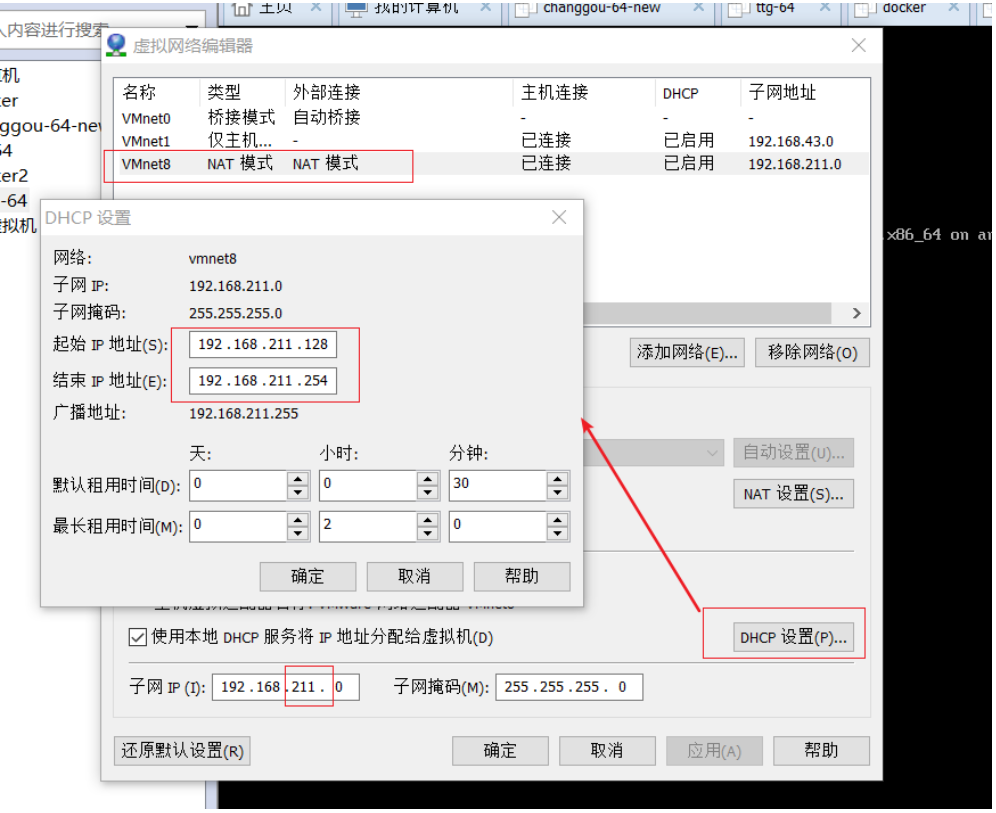 主页 × 我的计算机 × changgou-64-new × ttg-64 × docker ×
入内容进行搜索
虚拟网络编辑器
名称 类型 外部连接 主机连接 DHCP 子网地址
VMnet0 桥接模式 自动桥接 - - -
VMnet1 仅主机... - 已连接 已启用 192.168.43.0
VMnet8 NAT 模式 NAT 模式 已连接 已启用 192.168.211.0
机
er
ggou-64-new
64
er2
-64
虚拟机
x86_64 on an
DHCP 设置
网络: vmnet8
子网 IP: 192.168.211.0
子网掩码: 255.255.255.0
起始 IP 地址(S): 192.168.211.128
结束 IP 地址(E): 192.168.211.254
广播地址: 192.168.211.255
天: 小时: 分钟:
默认租用时间(D): 0 0 30
最长租用时间(M): 0 2 0
确定 取消 帮助
添加网络(E)... 移除网络(O)
自动设置(U)...
NAT 设置(S)...
使用本地 DHCP 服务将 IP 地址分配给虚拟机(D) DHCP 设置(P)...
子网 IP (I): 192.168.211. 0 子网掩码(M): 255.255.255. 0
还原默认设置(R) 确定 取消 应用(A) 帮助